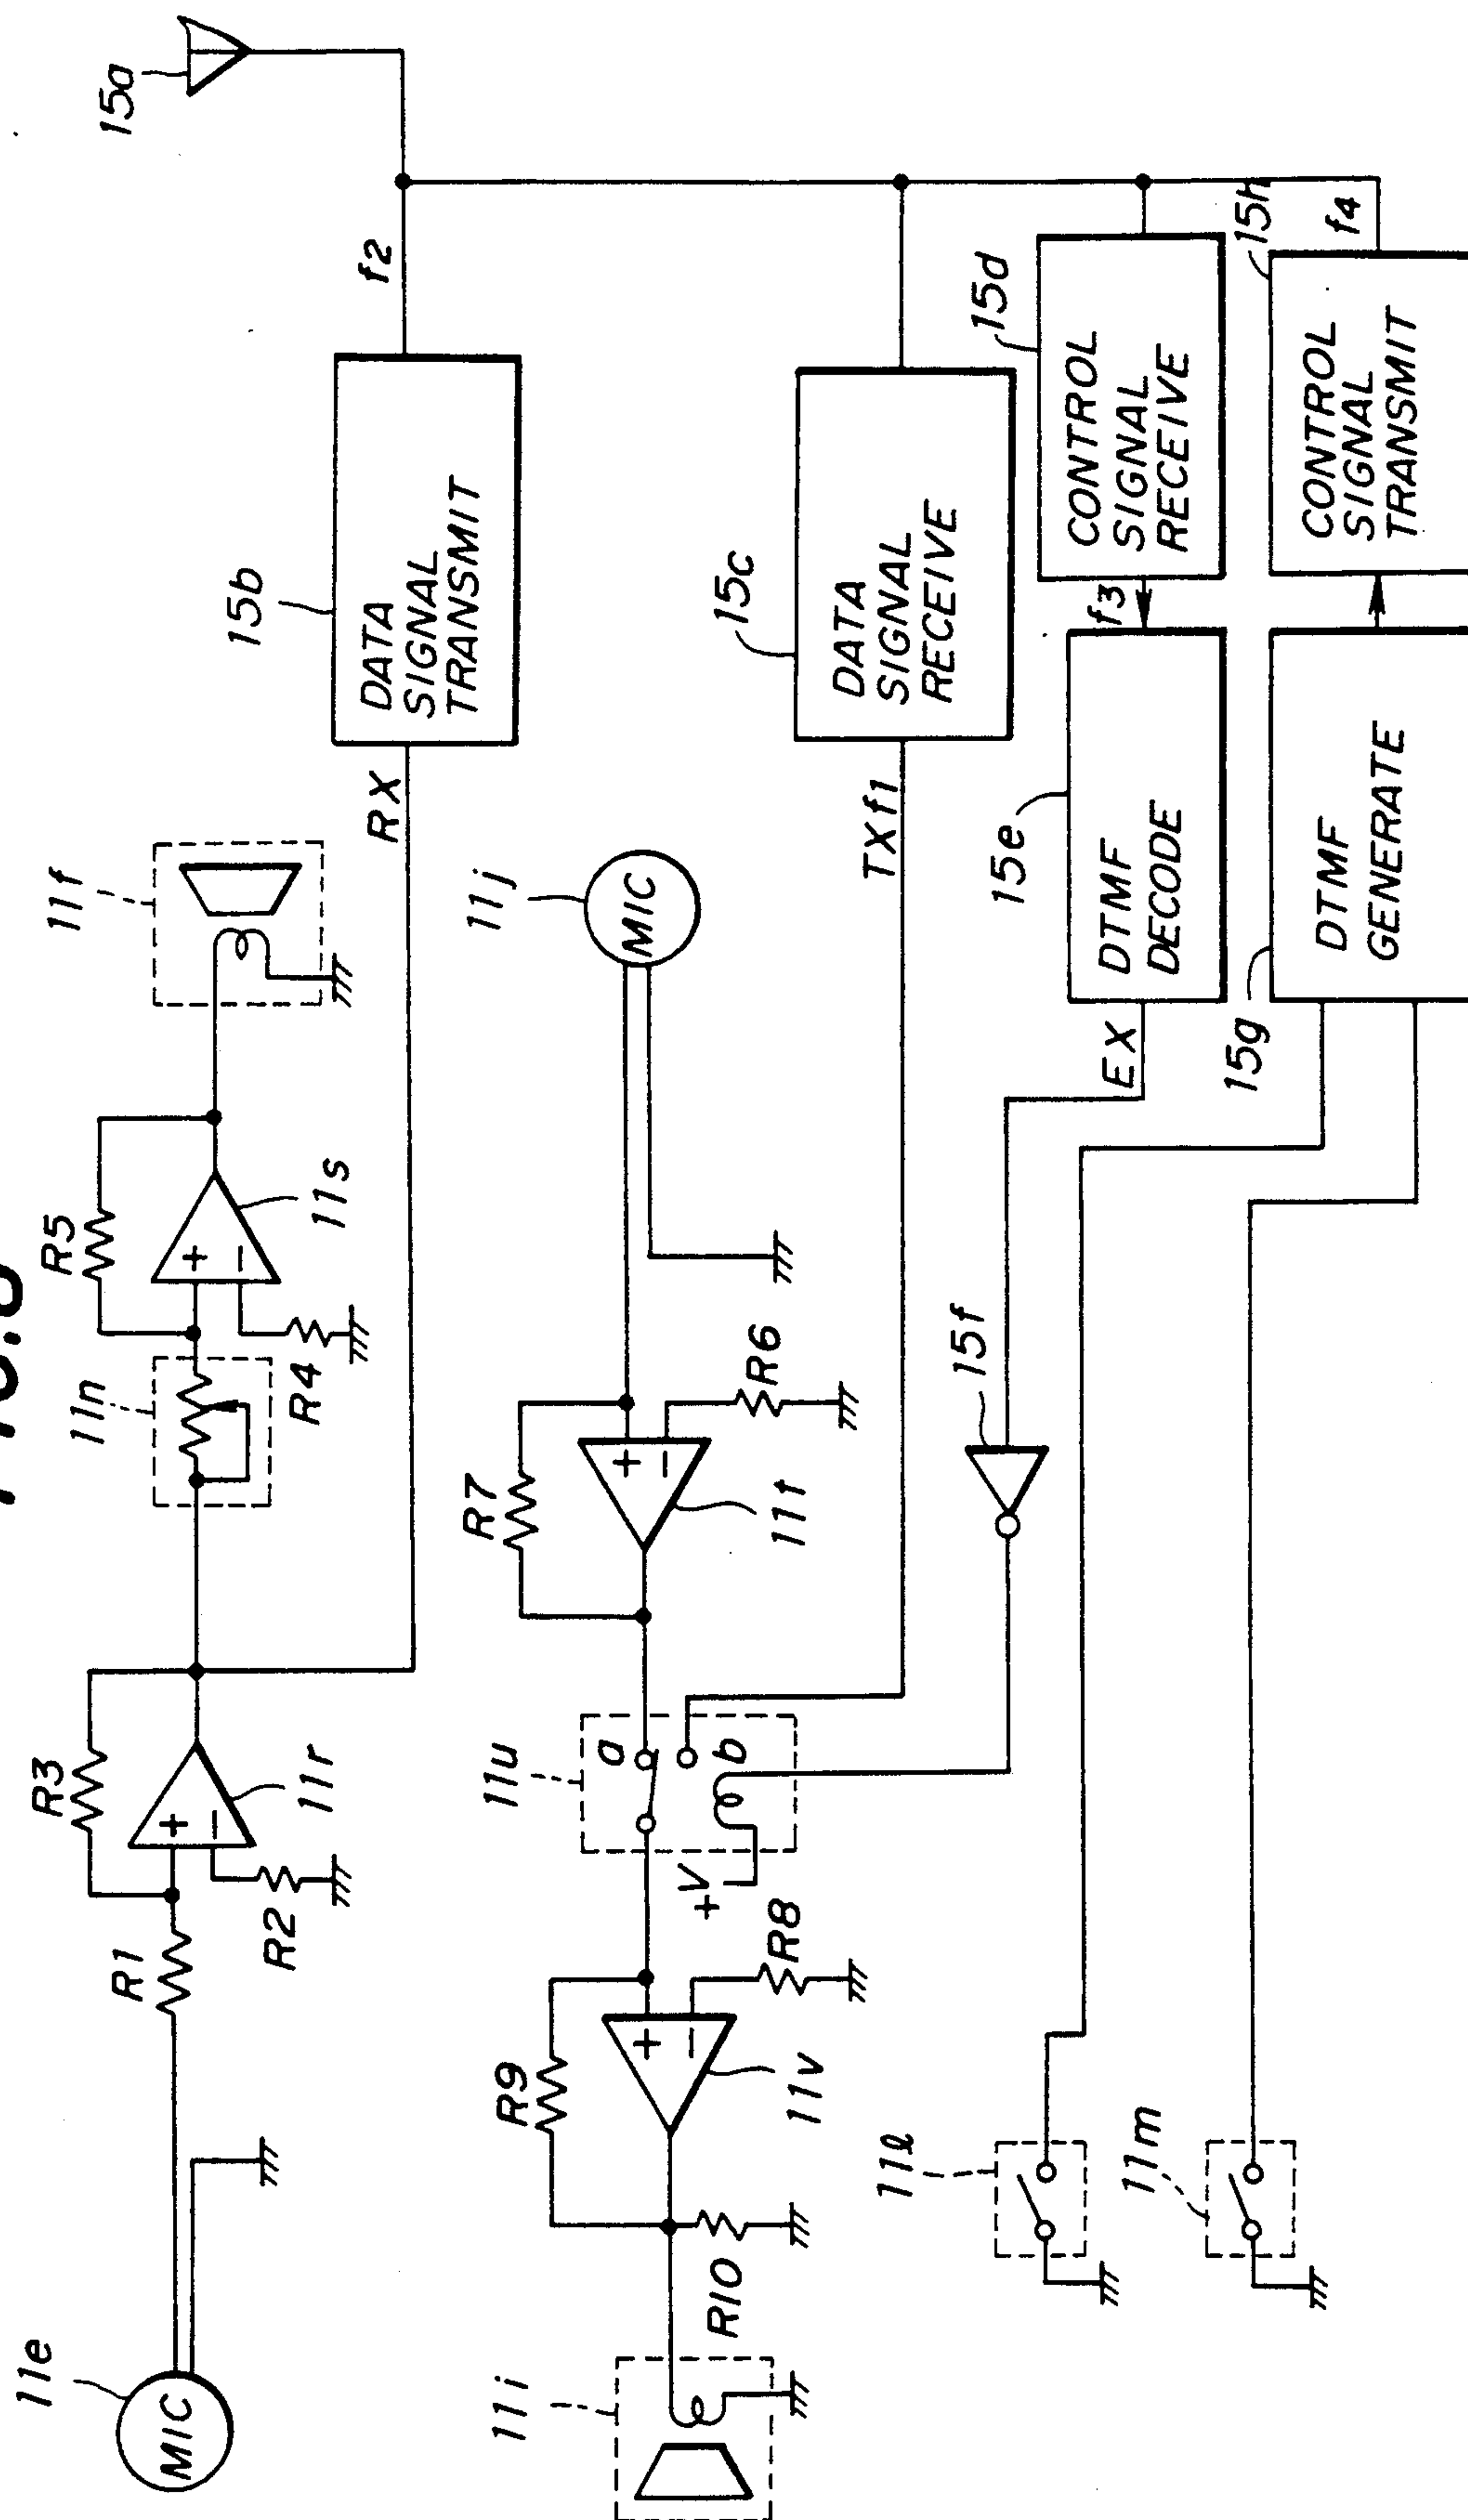 15a
f2
15b
DATA
SIGNAL
TRANSMIT
RX
11f
R5
11s
11n
R4
R3
11r
R1
R2
11e
MIC
15c
DATA
SIGNAL
RECEIVE
TXf1
11j
MIC
R7
R6
11t
11u
a
b
+V
R9
R8
11v
R10
11i
15d
CONTROL
SIGNAL
RECEIVE
f3
15e
DTMF
DECODE
EX
15f
15h
f4
CONTROL
SIGNAL
TRANSMIT
15g
DTMF
GENERATE
11ℓ
11m
+
−
+
−
+
−
+
−